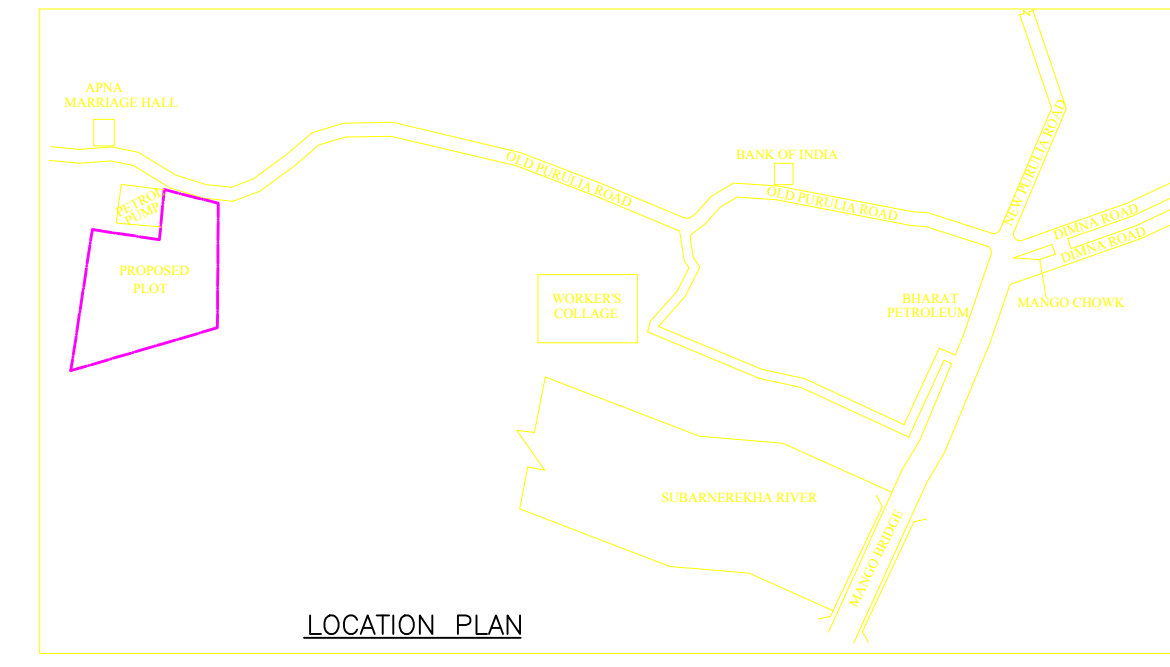 APNA
MARRIAGE HALL
PETROL
PUMP
PROPOSED
PLOT
OLD PURULIA ROAD
BANK OF INDIA
OLD PURULIA ROAD
NEW PURULIA ROAD
DIMNA ROAD
DIMNA ROAD
MANGO CHOWK
BHARAT
PETROLEUM
WORKER'S
COLLAGE
SUBARNEREKHA RIVER
MANGO BRIDGE
LOCATION PLAN